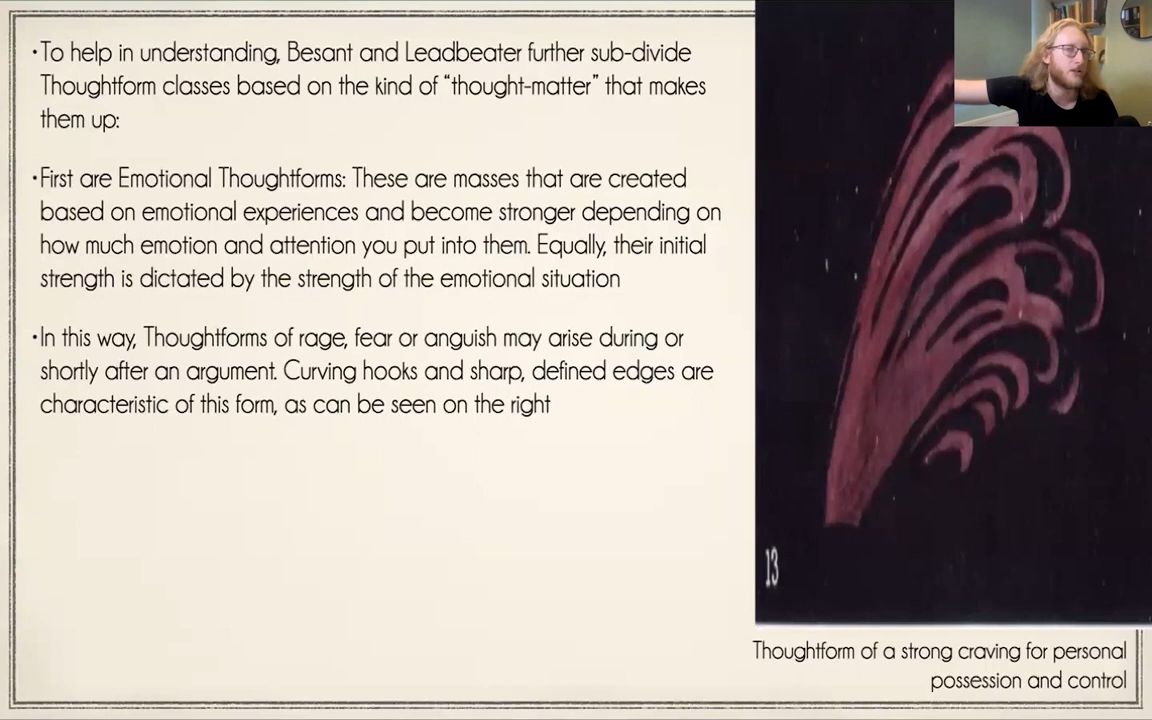 •To help in understanding, Besant and Leadbeater further sub-divide
Thoughtform classes based on the kind of “thought-matter” that makes
them up:
•First are Emotional Thoughtforms: These are masses that are created
based on emotional experiences and become stronger depending on
how much emotion and attention you put into them. Equally, their initial
strength is dictated by the strength of the emotional situation
•In this way, Thoughtforms of rage, fear or anguish may arise during or
shortly after an argument. Curving hooks and sharp, defined edges are
characteristic of this form, as can be seen on the right
13
Thoughtform of a strong craving for personal
possession and control